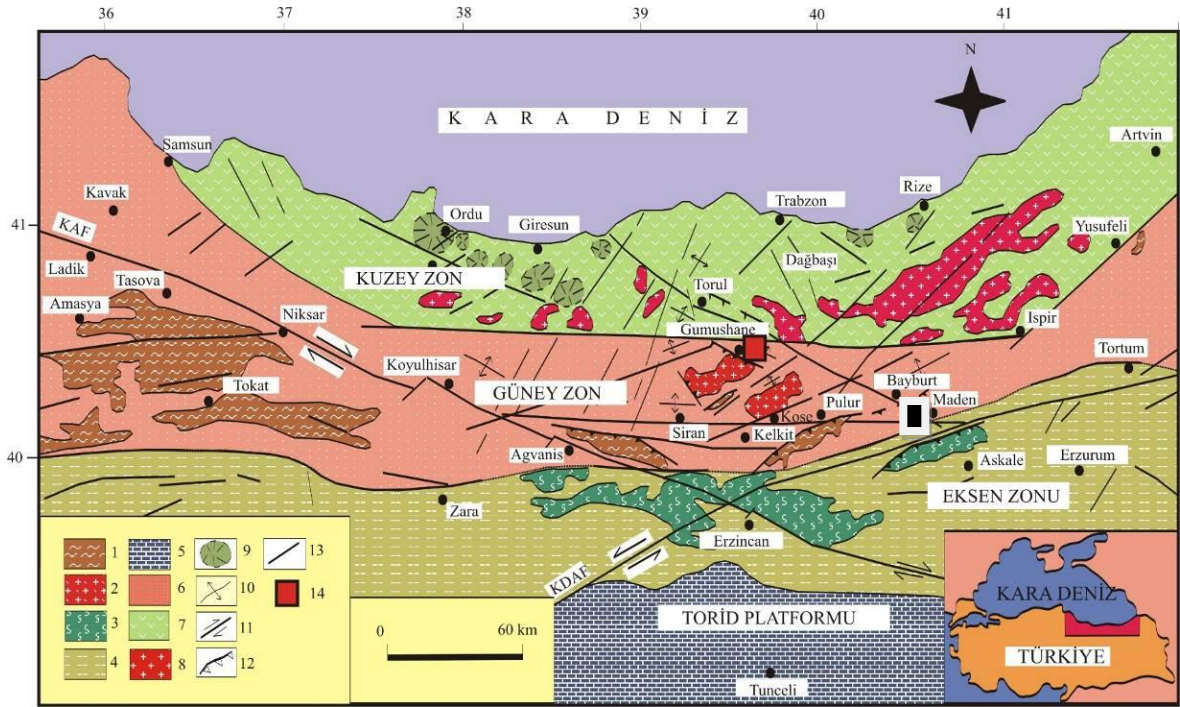 36 37 38 39 40 41
N
KARA DENİZ
Artvin
Samsun
Kavak
Rize
Trabzon
41
Ordu
Giresun
Yusufeli
KAF
Dağbaşı
Ladik
KUZEY ZON
Tasova
Torul
Amasya
Niksar
Gumushane
Ispir
Koyulhisar
Tortum
Tokat
GÜNEY ZON
Bayburt
Pulur
Maden
Kose
Siran
Kelkit
40
Agvanis
Askale
Erzurum
EKSEN ZONU
Zara
Erzincan
KDAF
1 5 9 13
2 6 10 14
3 7 11
4 8 12
0 60 km
TORİD PLATFORMU
Tunceli
KARA DENİZ
TÜRKİYE